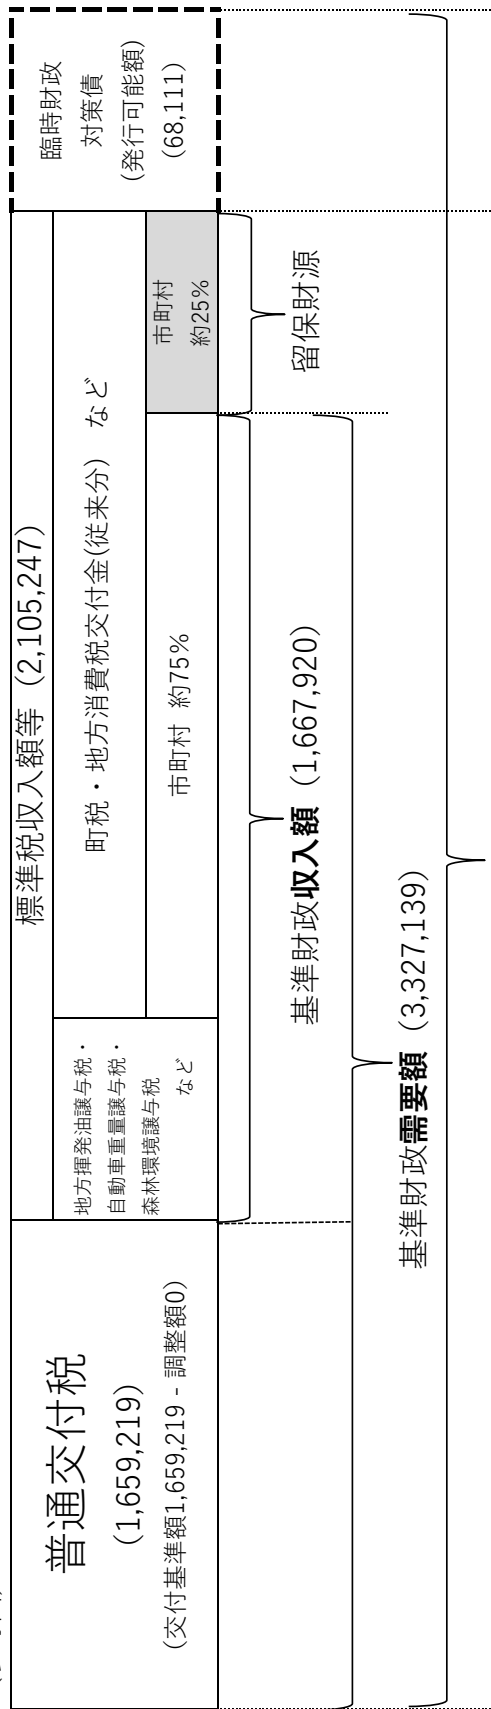 普通交付税
(1,659,219)
(交付基準額1,659,219 - 調整額0)
標準税収入額等 (2,105,247)
地方揮発油譲与税・
自動車重量譲与税・
森林環境譲与税
など
町税・地方消費税交付金(従来分) など
市町村 約75%
市町村
約25%
臨時財政
対策債
(発行可能額)
(68,111)
留保財源
基準財政収入額 (1,667,920)
基準財政需要額 (3,327,139)